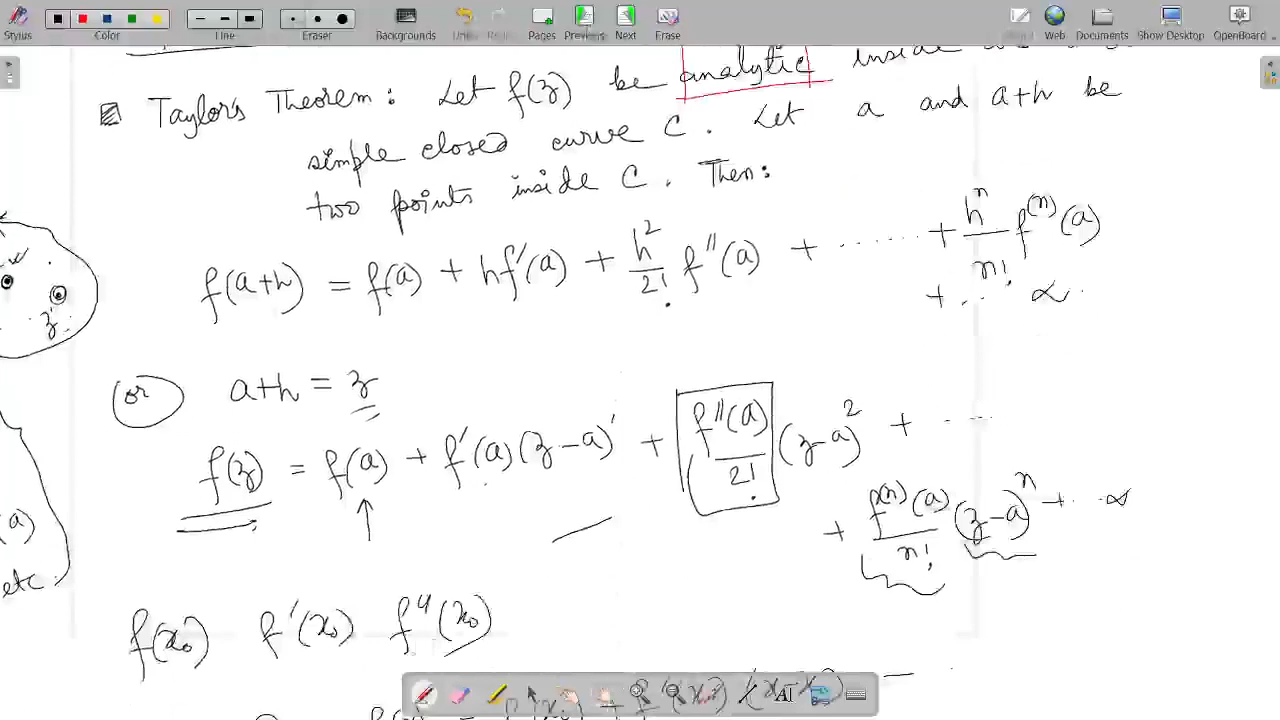 Stylus Color Line Eraser Backgrounds Undo Redo Pages Previous Next Erase Web Documents Show Desktop OpenBoard
Taylor's Theorem: Let f(z) be analytic inside
simple closed curve C. Let a and a+h be
two points inside C. Then:
f(a+h) = f(a) + hf'(a) + h²/2! f''(a) + ...... + hⁿ/n! f⁽ⁿ⁾(a)
+ ... ∝.
or a+h = z
f(z) = f(a) + f'(a)(z-a)' + f''(a)/2! (z-a)² + ....
+ f⁽ⁿ⁾(a)/n! (z-a)ⁿ + .. ∝
z
(a)
etc.
f(x₀) f'(x₀) f''(x₀)